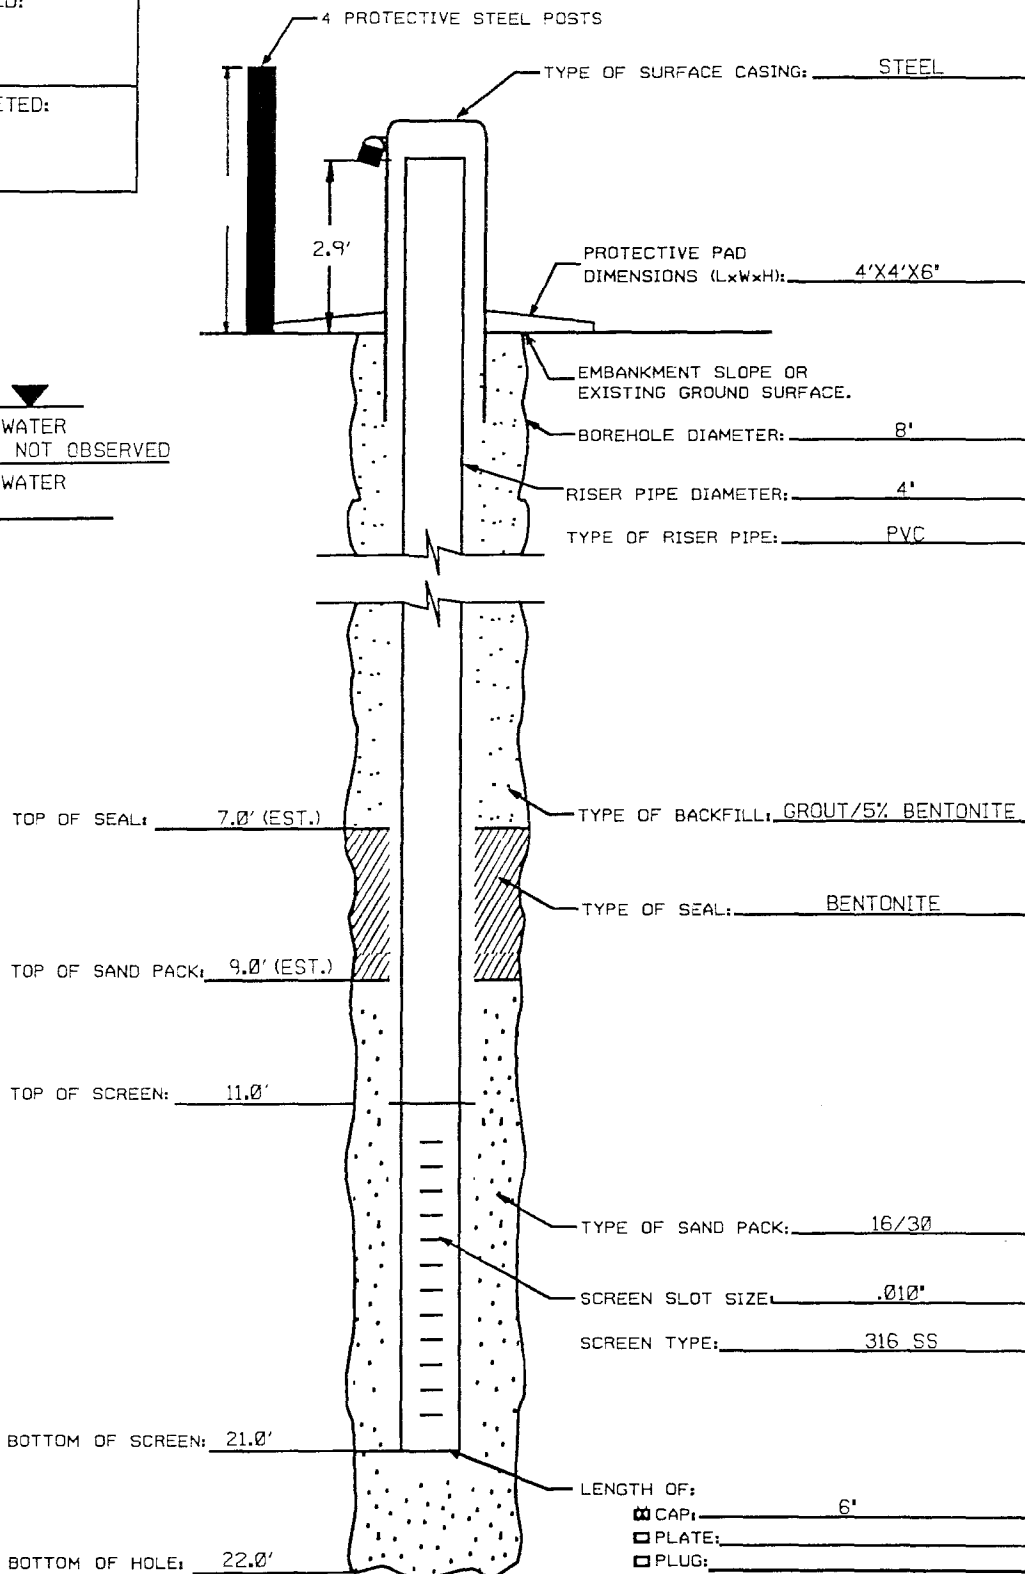 4 PROTECTIVE STEEL POSTS
TYPE OF SURFACE CASING: STEEL
ETED:
2.9'
PROTECTIVE PAD
DIMENSIONS (LxWxH): 4'X4'X6"
EMBANKMENT SLOPE OR
EXISTING GROUND SURFACE.
WATER
NOT OBSERVED
WATER
BOREHOLE DIAMETER: 8"
RISER PIPE DIAMETER: 4"
TYPE OF RISER PIPE: PVC
TOP OF SEAL: 7.0' (EST.)
TYPE OF BACKFILL: GROUT/5% BENTONITE
TYPE OF SEAL: BENTONITE
TOP OF SAND PACK: 9.0' (EST.)
TOP OF SCREEN: 11.0'
TYPE OF SAND PACK: 16/30
SCREEN SLOT SIZE: .010"
SCREEN TYPE: 316 SS
BOTTOM OF SCREEN: 21.0'
LENGTH OF:
CAP: 6"
PLATE:
PLUG:
BOTTOM OF HOLE: 22.0'